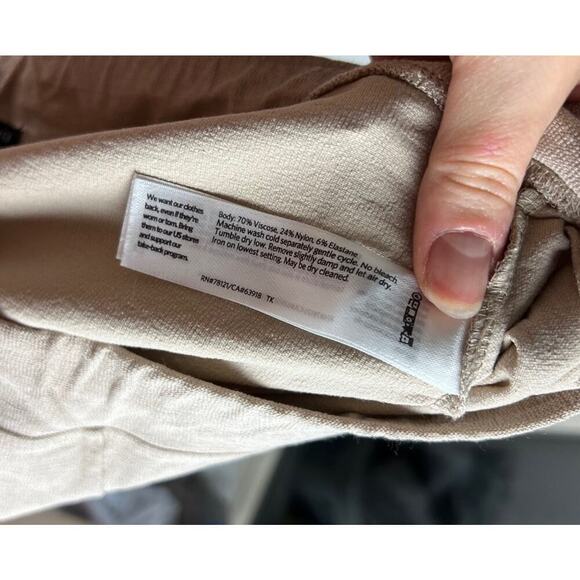 We want our clothes
back, even if they're
worn or torn. Bring
them to our US stores
and support our
take-back program.
Body: 70% Viscose, 24% Nylon, 6% Elastane
Machine wash cold separately gentle cycle. No bleach.
Tumble dry low. Remove slightly damp and let air dry.
Iron on lowest setting. May be dry cleaned.
RN#78121/CA#63918 TK